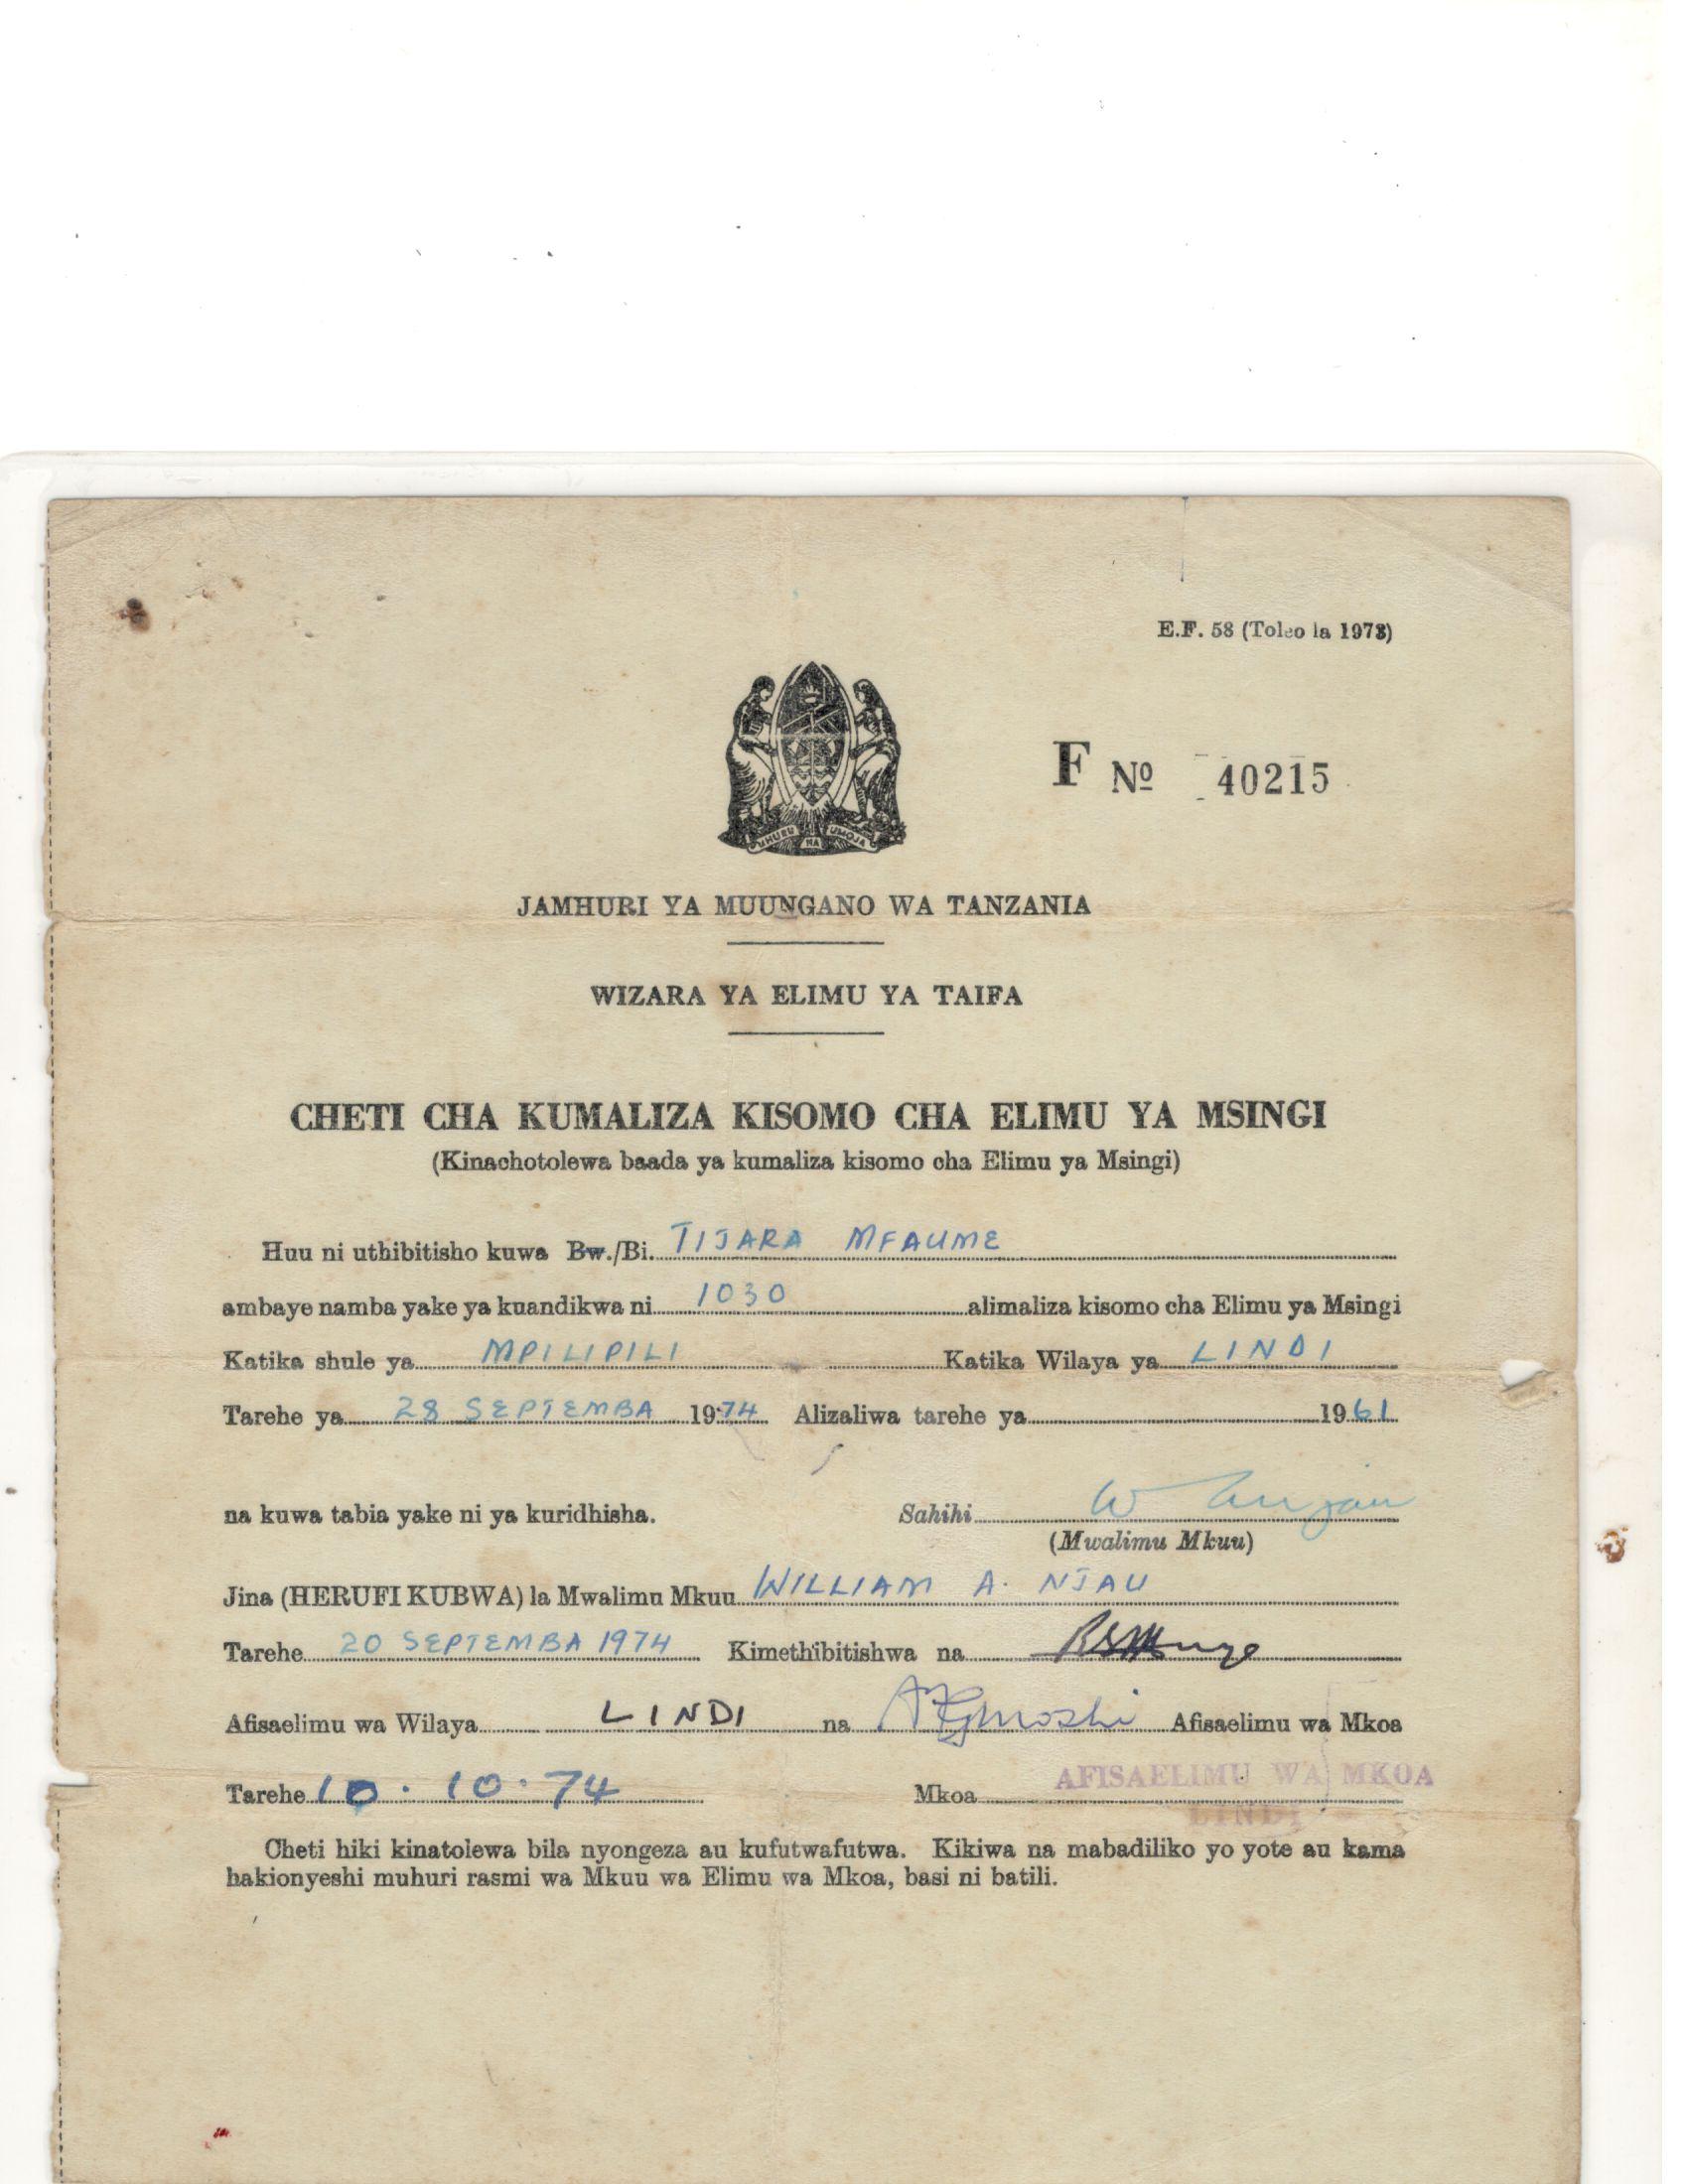 E.F. 58 (Toleo la 1973)
UHURU NA UMOJA
F No 40215
JAMHURI YA MUUNGANO WA TANZANIA
WIZARA YA ELIMU YA TAIFA
CHETI CHA KUMALIZA KISOMO CHA ELIMU YA MSINGI
(Kinachotolewa baada ya kumaliza kisomo cha Elimu ya Msingi)
Huu ni uthibitisho kuwa Bw./Bi. TIJARA MFAUME
ambaye namba yake ya kuandikwa ni 1030 alimaliza kisomo cha Elimu ya Msingi
Katika shule ya MPILIPILI Katika Wilaya ya LINDI
Tarehe ya 28 SEPTEMBA 1974 Alizaliwa tarehe ya 1961
na kuwa tabia yake ni ya kuridhisha. Sahihi
(Mwalimu Mkuu)
Jina (HERUFI KUBWA) la Mwalimu Mkuu WILLIAM A. NJAU
Tarehe 20 SEPTEMBA 1974 Kimethibitishwa na
Afisaelimu wa Wilaya LINDI na Afisaelimu wa Mkoa
Tarehe 10.10.74 Mkoa AFISAELIMU WA MKOA
LINDI
Cheti hiki kinatolewa bila nyongeza au kufutwafutwa. Kikiwa na mabadiliko yo yote au kama
hakionyeshi muhuri rasmi wa Mkuu wa Elimu wa Mkoa, basi ni batili.